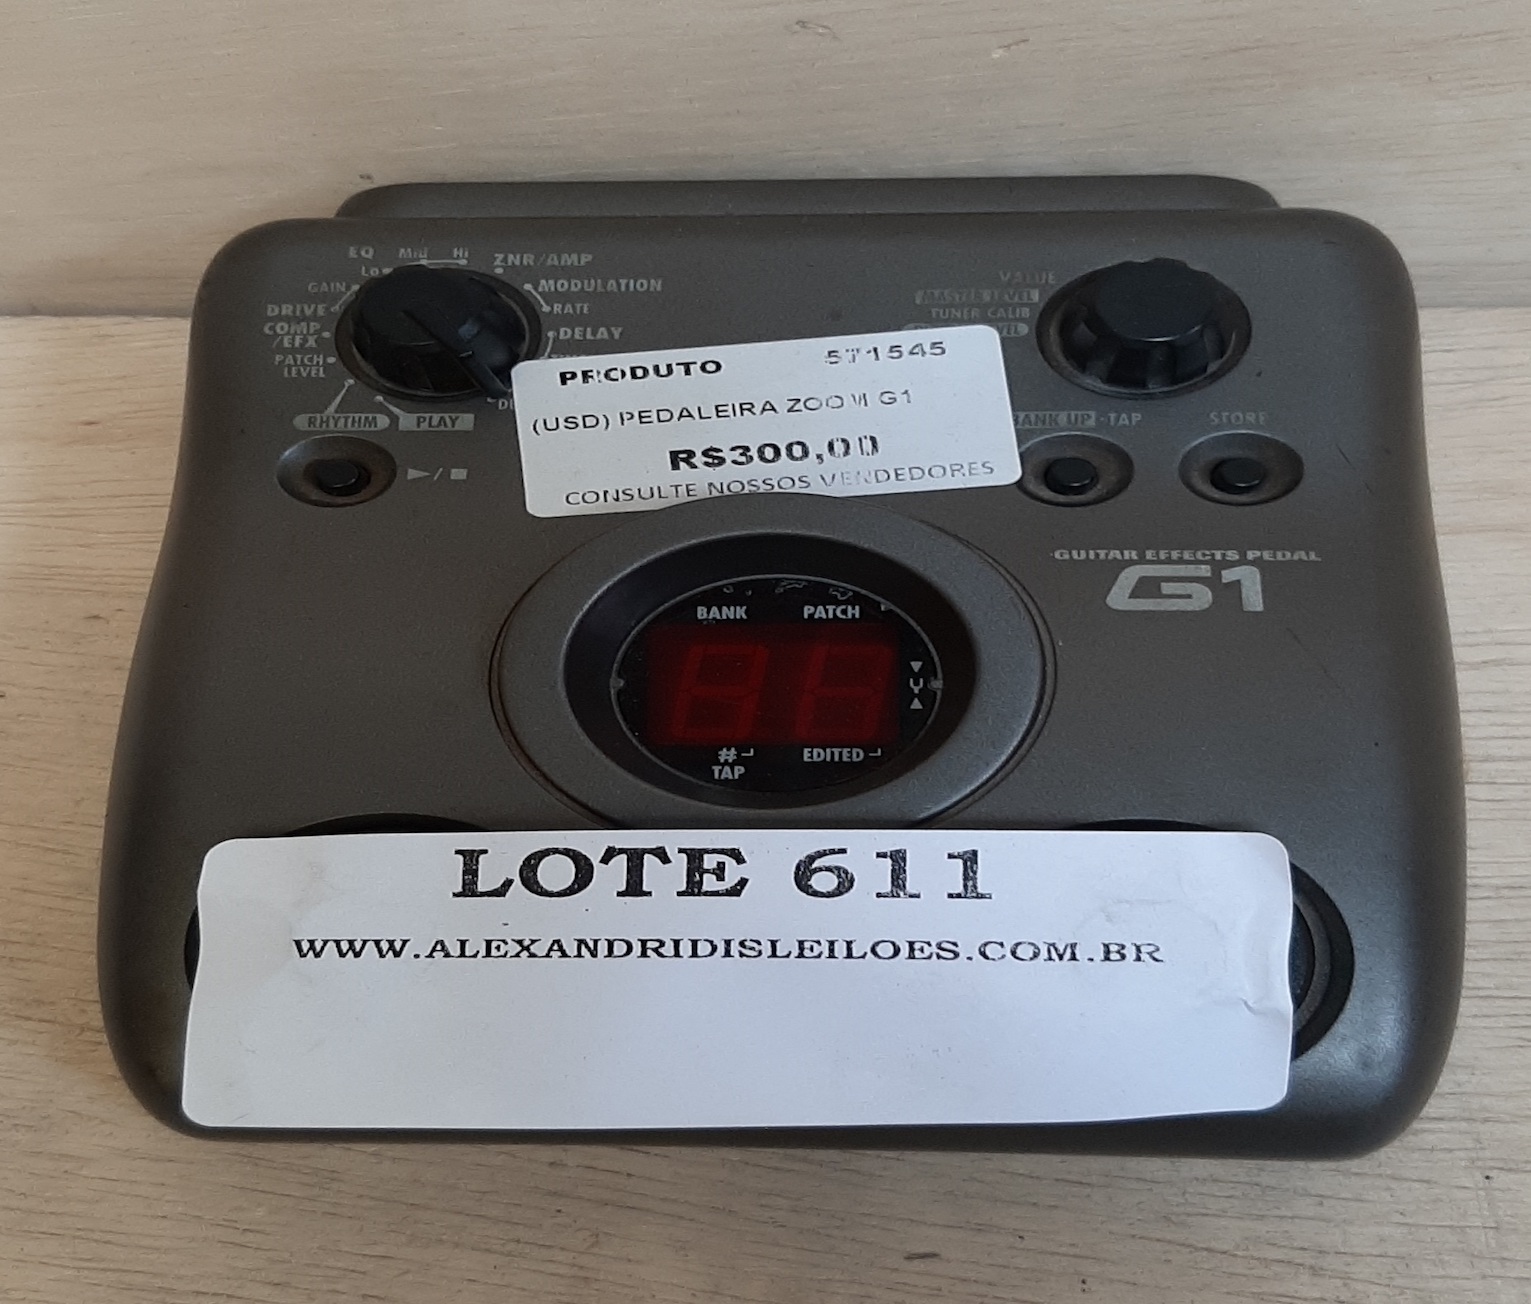 EQ Mid Hi
Lo
ZNR/AMP
GAIN
MODULATION
DRIVE
RATE
COMP
/EFX
DELAY
PATCH
LEVEL
RHYTHM PLAY
VALUE
MASTER LEVEL
TUNER CALIB
PRODUTO 571545
(USD) PEDALEIRA ZOOM G1
R$300,00
CONSULTE NOSSOS VENDEDORES
BANK UP-TAP
STORE
GUITAR EFFECTS PEDAL
G1
BANK PATCH
#
TAP
EDITED
LOTE 611
WWW.ALEXANDRIDISLEILOES.COM.BR